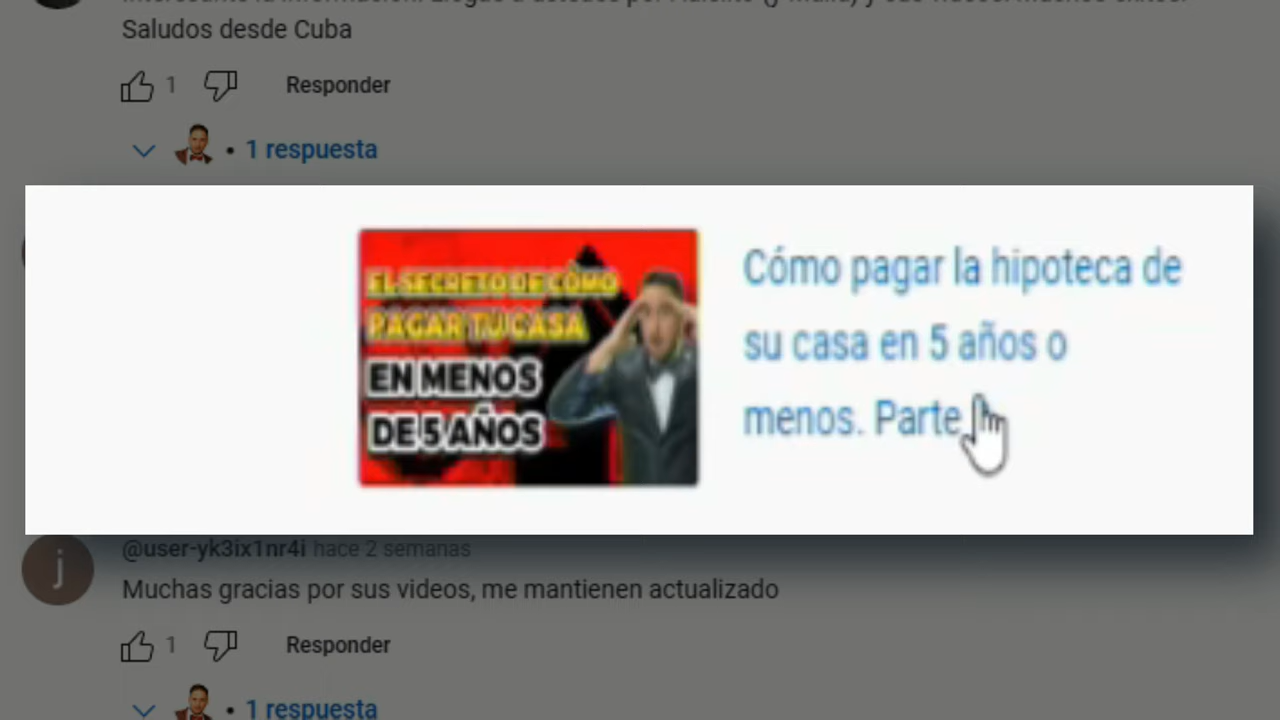 Saludos desde Cuba
1
Responder
• 1 respuesta
EL SECRETO DE CÓMO
PAGAR TU CASA
EN MENOS
DE 5 AÑOS
Cómo pagar la hipoteca de
su casa en 5 años o
menos. Parte
j
@user-yk3ix1nr4i hace 2 semanas
Muchas gracias por sus videos, me mantienen actualizado
1
Responder
• 1 respuesta